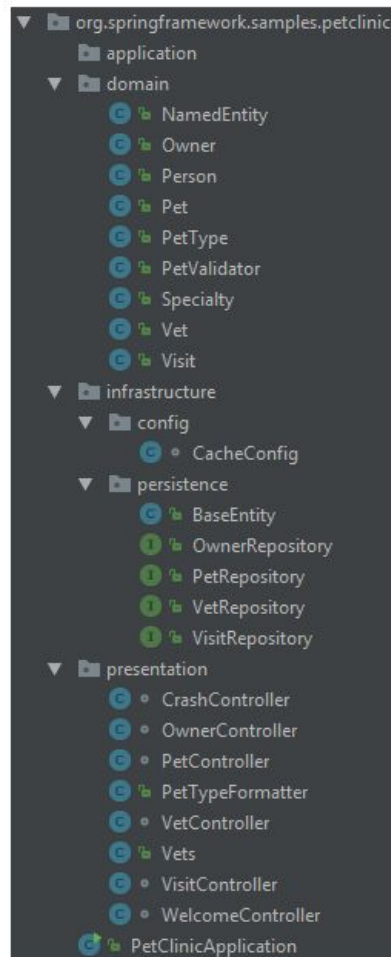 org.springframework.samples.petclinic
application
domain
C NamedEntity
C Owner
C Person
C Pet
C PetType
C PetValidator
C Specialty
C Vet
C Visit
infrastructure
config
C CacheConfig
persistence
C BaseEntity
I OwnerRepository
I PetRepository
I VetRepository
I VisitRepository
presentation
C CrashController
C OwnerController
C PetController
C PetTypeFormatter
C VetController
C Vets
C VisitController
C WelcomeController
C PetClinicApplication